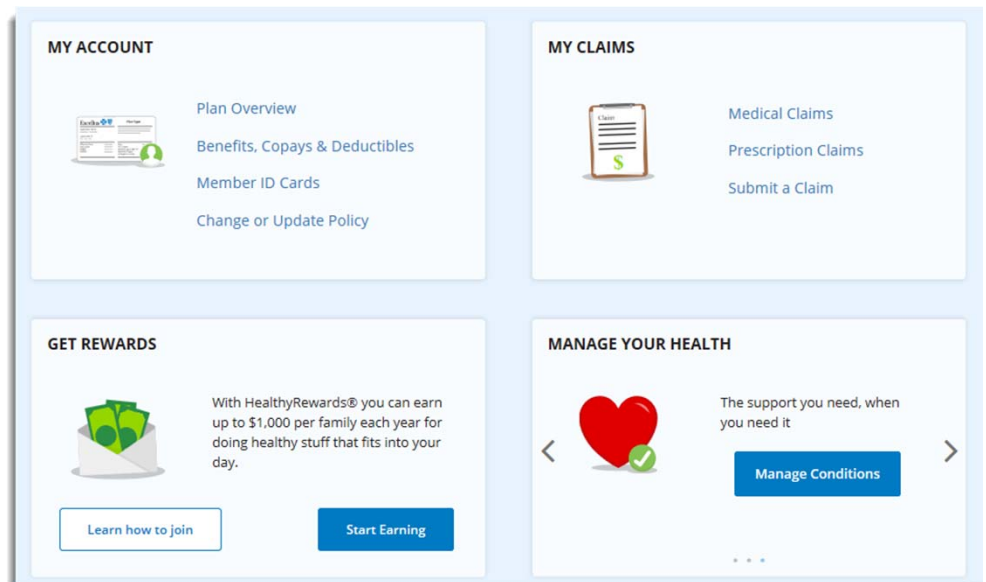 MY ACCOUNT
Plan Overview
Benefits, Copays & Deductibles
Member ID Cards
Change or Update Policy
MY CLAIMS
Claim
$
Medical Claims
Prescription Claims
Submit a Claim
GET REWARDS
With HealthyRewards® you can earn
up to $1,000 per family each year for
doing healthy stuff that fits into your
day.
Learn how to join
Start Earning
MANAGE YOUR HEALTH
The support you need, when
you need it
Manage Conditions